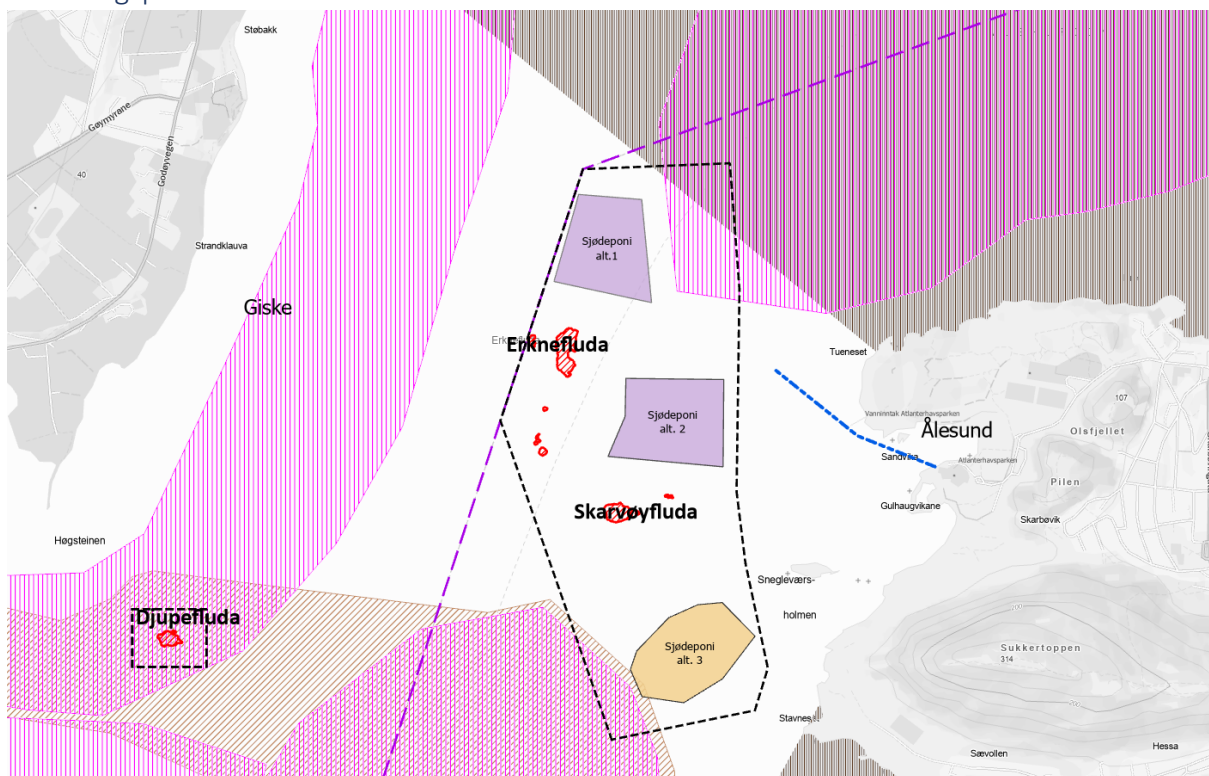 Støbakk
Gøymyrane
Godøyvegen
40
Strandklauva
Giske
Sjødeponi
alt.1
Erknefluda
Tueneset
107
Vanninntak Atlanterhavsparken
Ålesund
Olsfjellet
Sjødeponi
alt. 2
Sandvika
Atlanterhavsparken
Pilen
Gulhaugvikane
Skarvøyfluda
Skarbøvik
Høgsteinen
Snegleværs-
holmen
Djupefluda
Sjødeponi
alt. 3
Sukkertoppen
314
Stavneset
Hessa
Sævollen